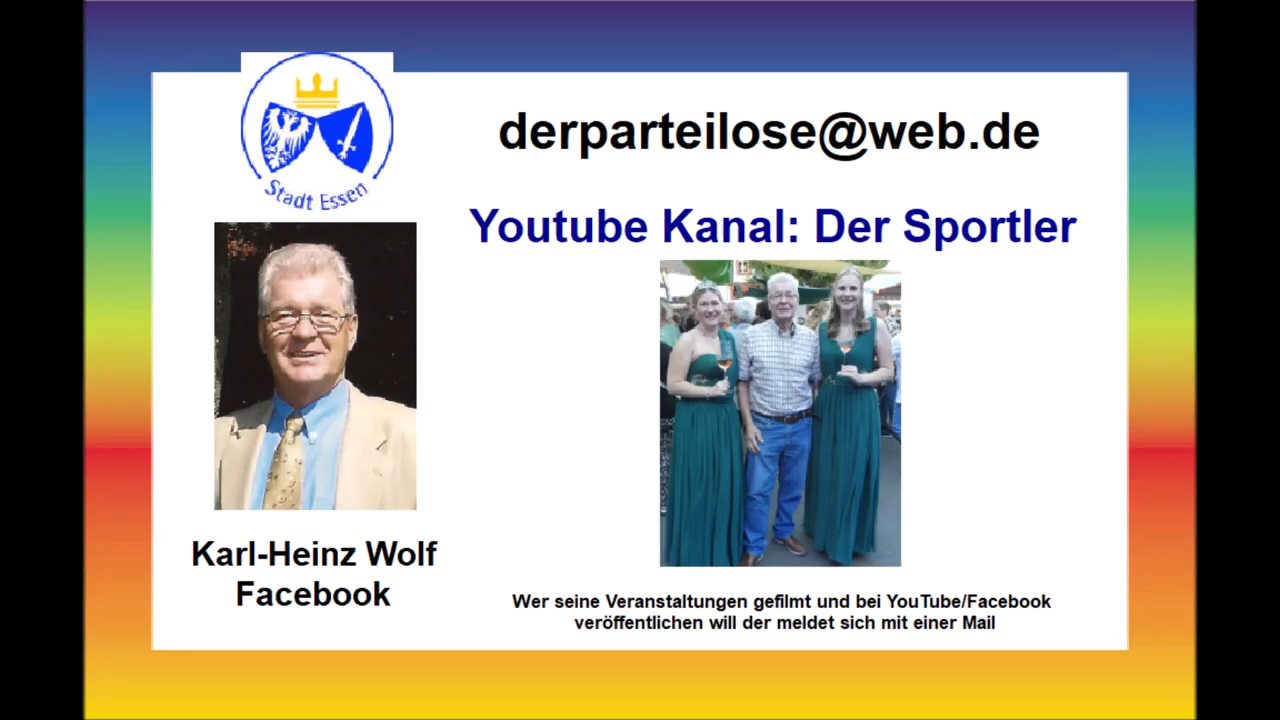 Stadt Essen
derparteilose@web.de
Youtube Kanal: Der Sportler
Karl-Heinz Wolf
Facebook
Wer seine Veranstaltungen gefilmt und bei YouTube/Facebook
veröffentlichen will der meldet sich mit einer Mail